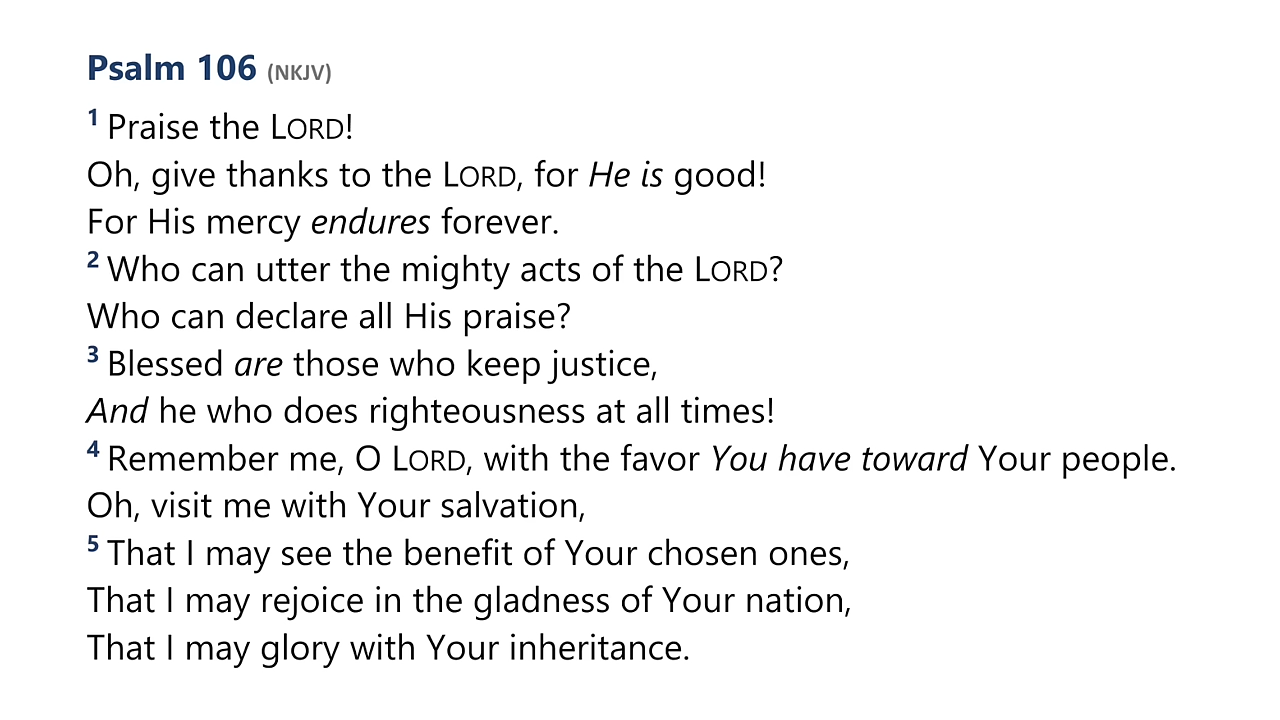 Psalm 106 (NKJV)
1 Praise the LORD!
Oh, give thanks to the LORD, for He is good!
For His mercy endures forever.
2 Who can utter the mighty acts of the LORD?
Who can declare all His praise?
3 Blessed are those who keep justice,
And he who does righteousness at all times!
4 Remember me, O LORD, with the favor You have toward Your people.
Oh, visit me with Your salvation,
5 That I may see the benefit of Your chosen ones,
That I may rejoice in the gladness of Your nation,
That I may glory with Your inheritance.